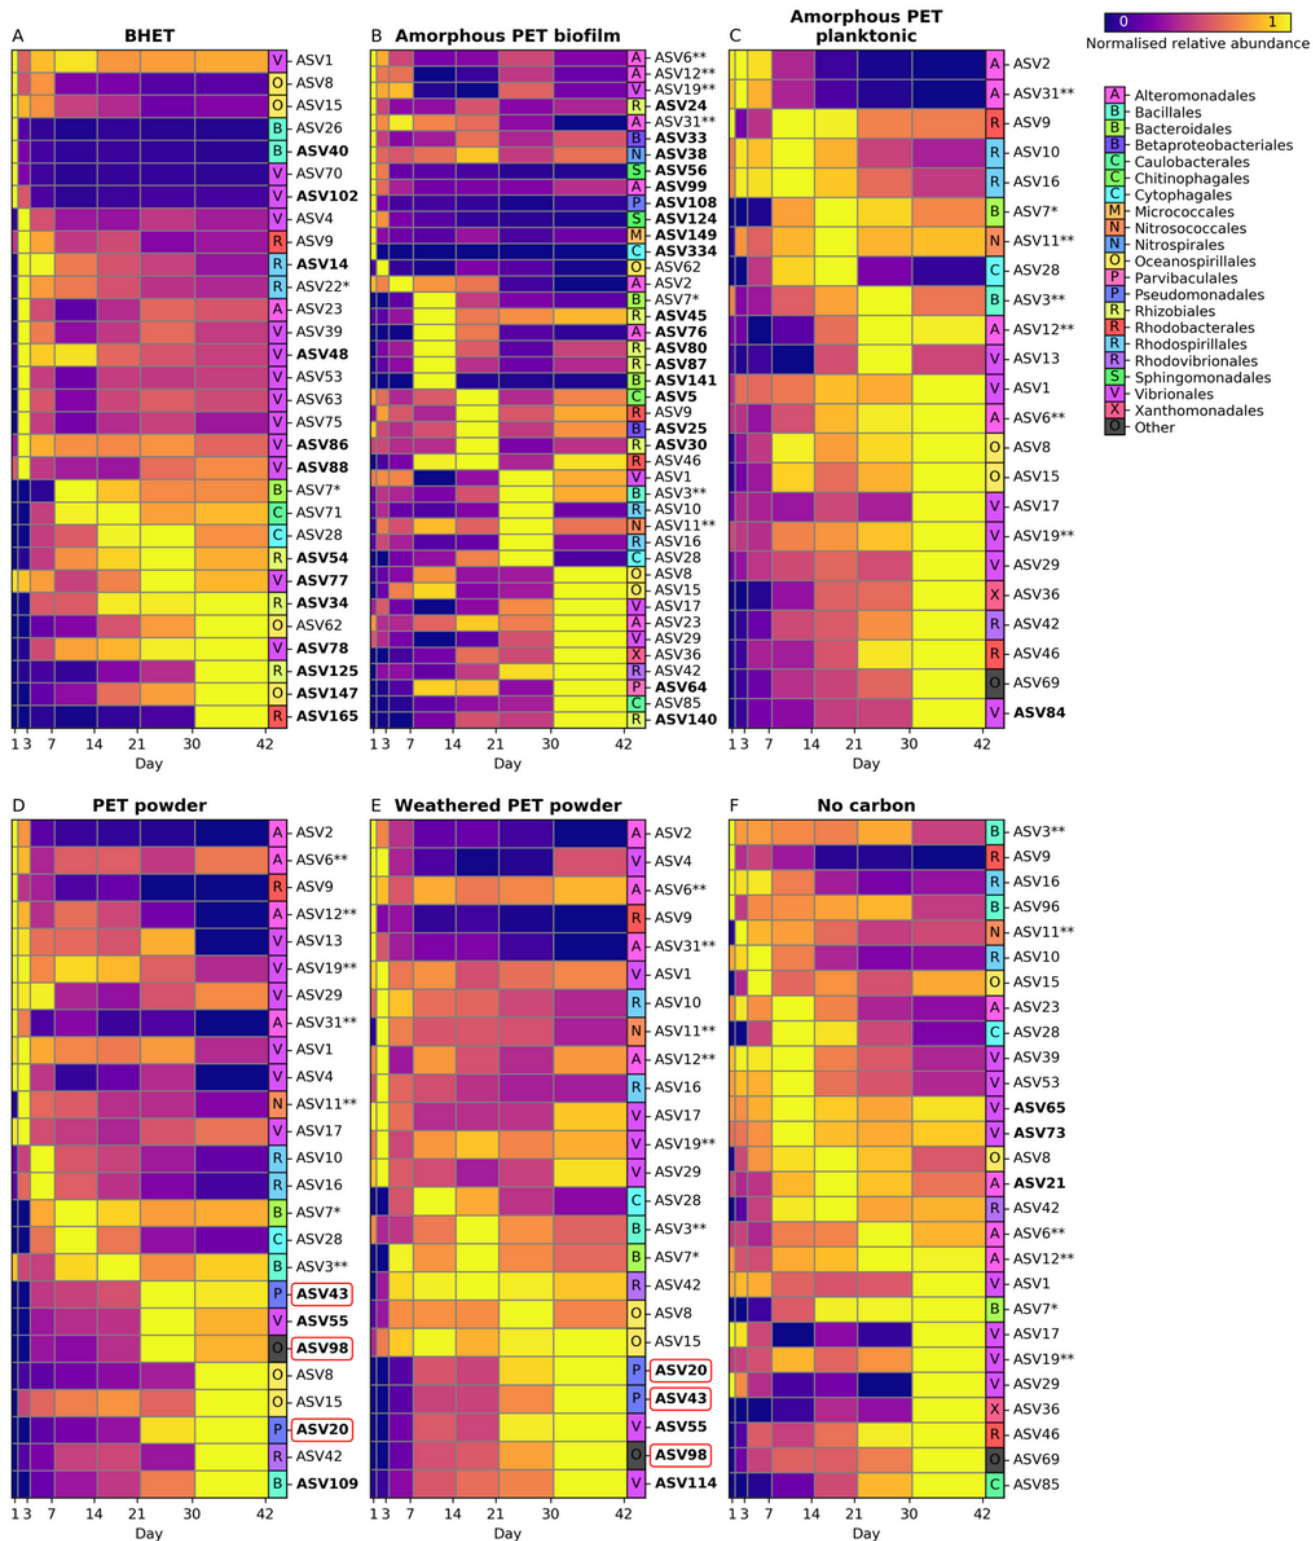 A BHET
V ASV1
O ASV8
O ASV15
B ASV26
B ASV40
V ASV70
V ASV102
V ASV4
R ASV9
R ASV14
R ASV22*
A ASV23
V ASV39
V ASV48
V ASV53
V ASV63
V ASV75
V ASV86
V ASV88
B ASV7*
C ASV71
C ASV28
R ASV54
V ASV77
R ASV34
O ASV62
V ASV78
R ASV125
O ASV147
R ASV165
1 3 7 14 21 30 42
Day
B Amorphous PET biofilm
A ASV6**
A ASV12**
V ASV19**
R ASV24
A ASV31**
B ASV33
N ASV38
S ASV56
A ASV99
P ASV108
S ASV124
M ASV149
C ASV334
O ASV62
A ASV2
B ASV7*
R ASV45
A ASV76
R ASV80
R ASV87
B ASV141
C ASV5
R ASV9
B ASV25
R ASV30
R ASV46
V ASV1
B ASV3**
R ASV10
N ASV11**
R ASV16
C ASV28
O ASV8
O ASV15
V ASV17
A ASV23
V ASV29
X ASV36
R ASV42
P ASV64
C ASV85
R ASV140
1 3 7 14 21 30 42
Day
C Amorphous PET
planktonic
A ASV2
A ASV31**
R ASV9
R ASV10
R ASV16
B ASV7*
N ASV11**
C ASV28
B ASV3**
A ASV12**
V ASV13
V ASV1
A ASV6**
O ASV8
O ASV15
V ASV17
V ASV19**
V ASV29
X ASV36
R ASV42
R ASV46
O ASV69
V ASV84
1 3 7 14 21 30 42
Day
0 1
Normalised relative abundance
A Alteromonadales
B Bacillales
B Bacteroidales
B Betaproteobacteriales
C Caulobacterales
C Chitinophagales
C Cytophagales
M Micrococcales
N Nitrosococcales
N Nitrospirales
O Oceanospirillales
P Parvibaculales
P Pseudomonadales
R Rhizobiales
R Rhodobacterales
R Rhodospirillales
R Rhodovibrionales
S Sphingomonadales
V Vibrionales
X Xanthomonadales
O Other
D PET powder
A ASV2
A ASV6**
R ASV9
A ASV12**
V ASV13
V ASV19**
V ASV29
A ASV31**
V ASV1
V ASV4
N ASV11**
V ASV17
R ASV10
R ASV16
B ASV7*
C ASV28
B ASV3**
P ASV43
V ASV55
O ASV98
O ASV8
O ASV15
P ASV20
R ASV42
B ASV109
1 3 7 14 21 30 42
Day
E Weathered PET powder
A ASV2
V ASV4
A ASV6**
R ASV9
A ASV31**
V ASV1
R ASV10
N ASV11**
A ASV12**
R ASV16
V ASV17
V ASV19**
V ASV29
C ASV28
B ASV3**
B ASV7*
R ASV42
O ASV8
O ASV15
P ASV20
P ASV43
V ASV55
O ASV98
V ASV114
1 3 7 14 21 30 42
Day
F No carbon
B ASV3**
R ASV9
R ASV16
B ASV96
N ASV11**
R ASV10
O ASV15
A ASV23
C ASV28
V ASV39
V ASV53
V ASV65
V ASV73
O ASV8
A ASV21
R ASV42
A ASV6**
A ASV12**
V ASV1
B ASV7*
V ASV17
V ASV19**
V ASV29
X ASV36
R ASV46
O ASV69
C ASV85
1 3 7 14 21 30 42
Day